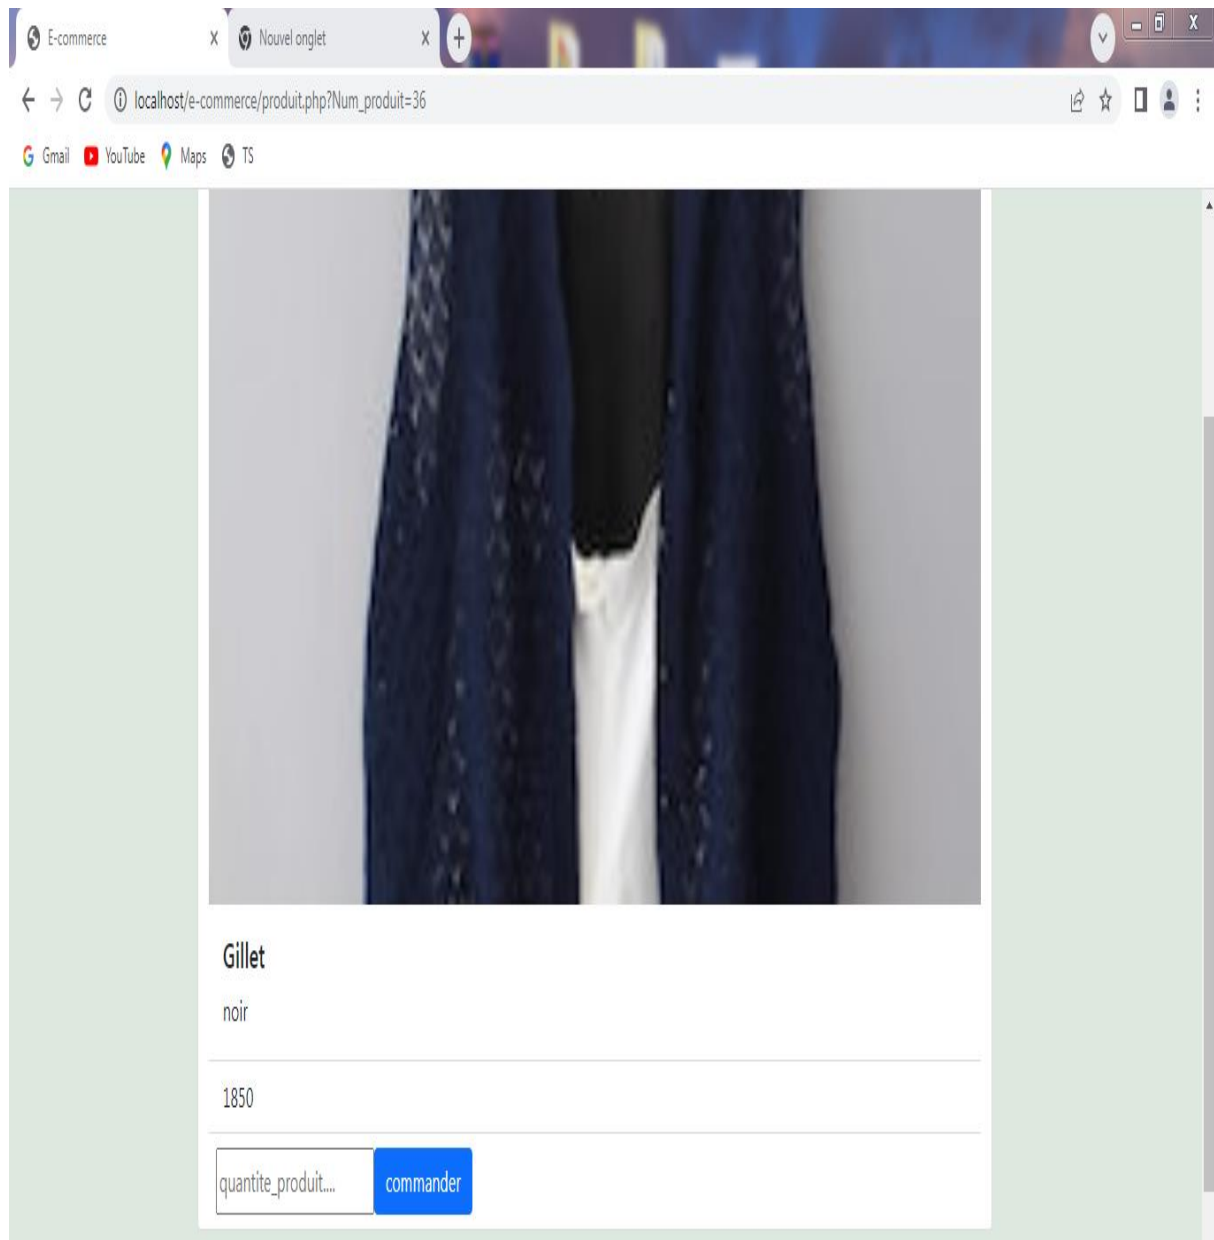 E-commerce Nouvel onglet
localhost/e-commerce/produit.php?Num_produit=36
Gmail YouTube Maps TS
Gillet
noir
1850
quantite_produit.... commander